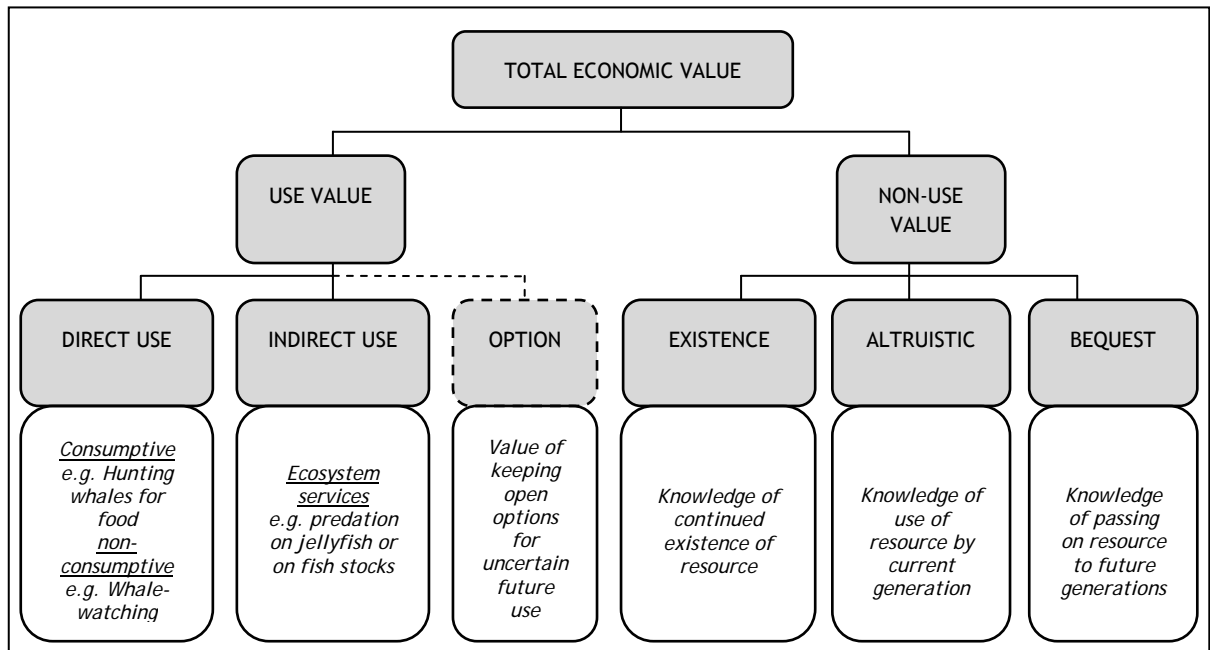 TOTAL ECONOMIC VALUE
USE VALUE
NON-USE
VALUE
DIRECT USE
INDIRECT USE
OPTION
EXISTENCE
ALTRUISTIC
BEQUEST
Consumptive
e.g. Hunting
whales for
food
non-
consumptive
e.g. Whale-
watching
Ecosystem
services
e.g. predation
on jellyfish or
on fish stocks
Value of
keeping
open
options
for
uncertain
future
use
Knowledge of
continued
existence of
resource
Knowledge of
use of
resource by
current
generation
Knowledge
of passing
on resource
to future
generations